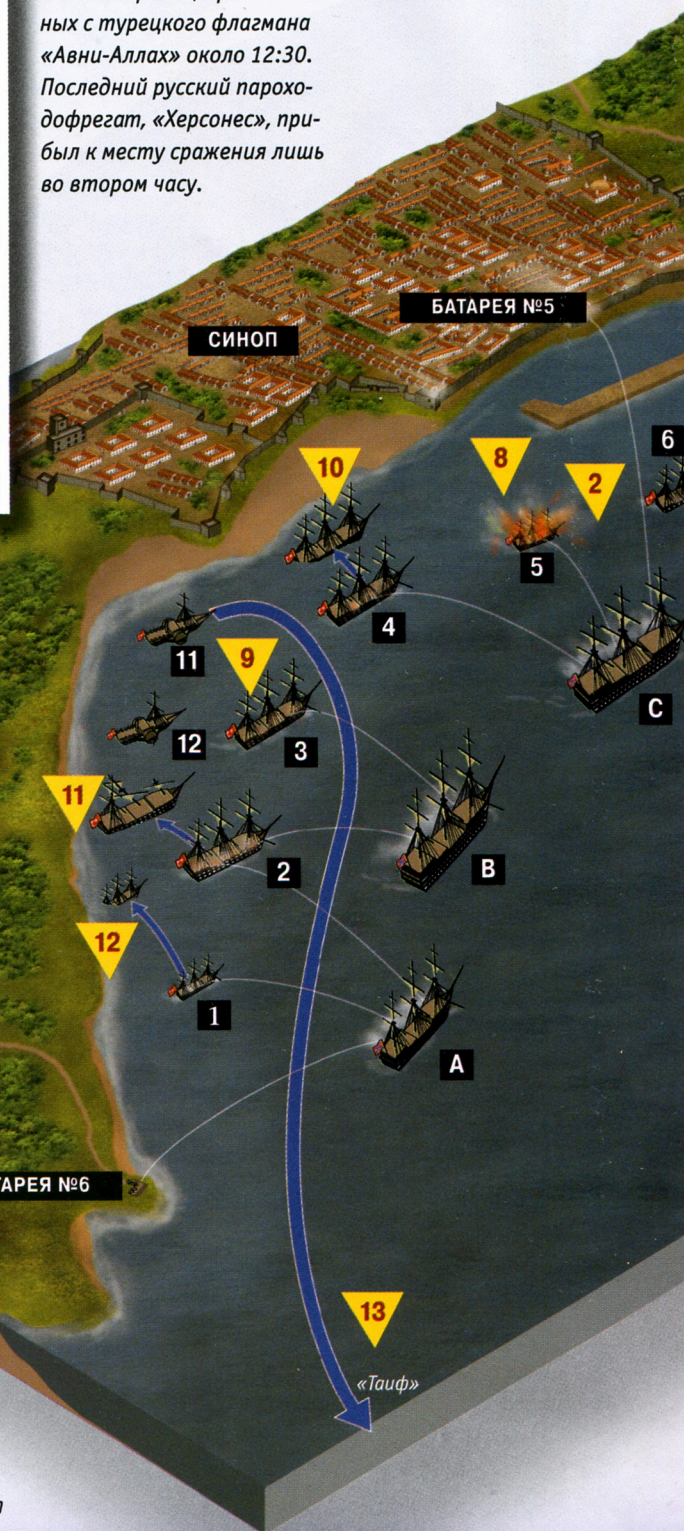 ных с турецкого флагмана
«Авни-Аллах» около 12:30.
Последний русский парохо-
дофрегат, «Херсонес», при-
был к месту сражения лишь
во втором часу.
БАТАРЕЯ №5
СИНОП
6
10
8
2
5
4
11
9
C
12
3
11
B
2
12
1
A
АРЕЯ №6
13
«Таиф»